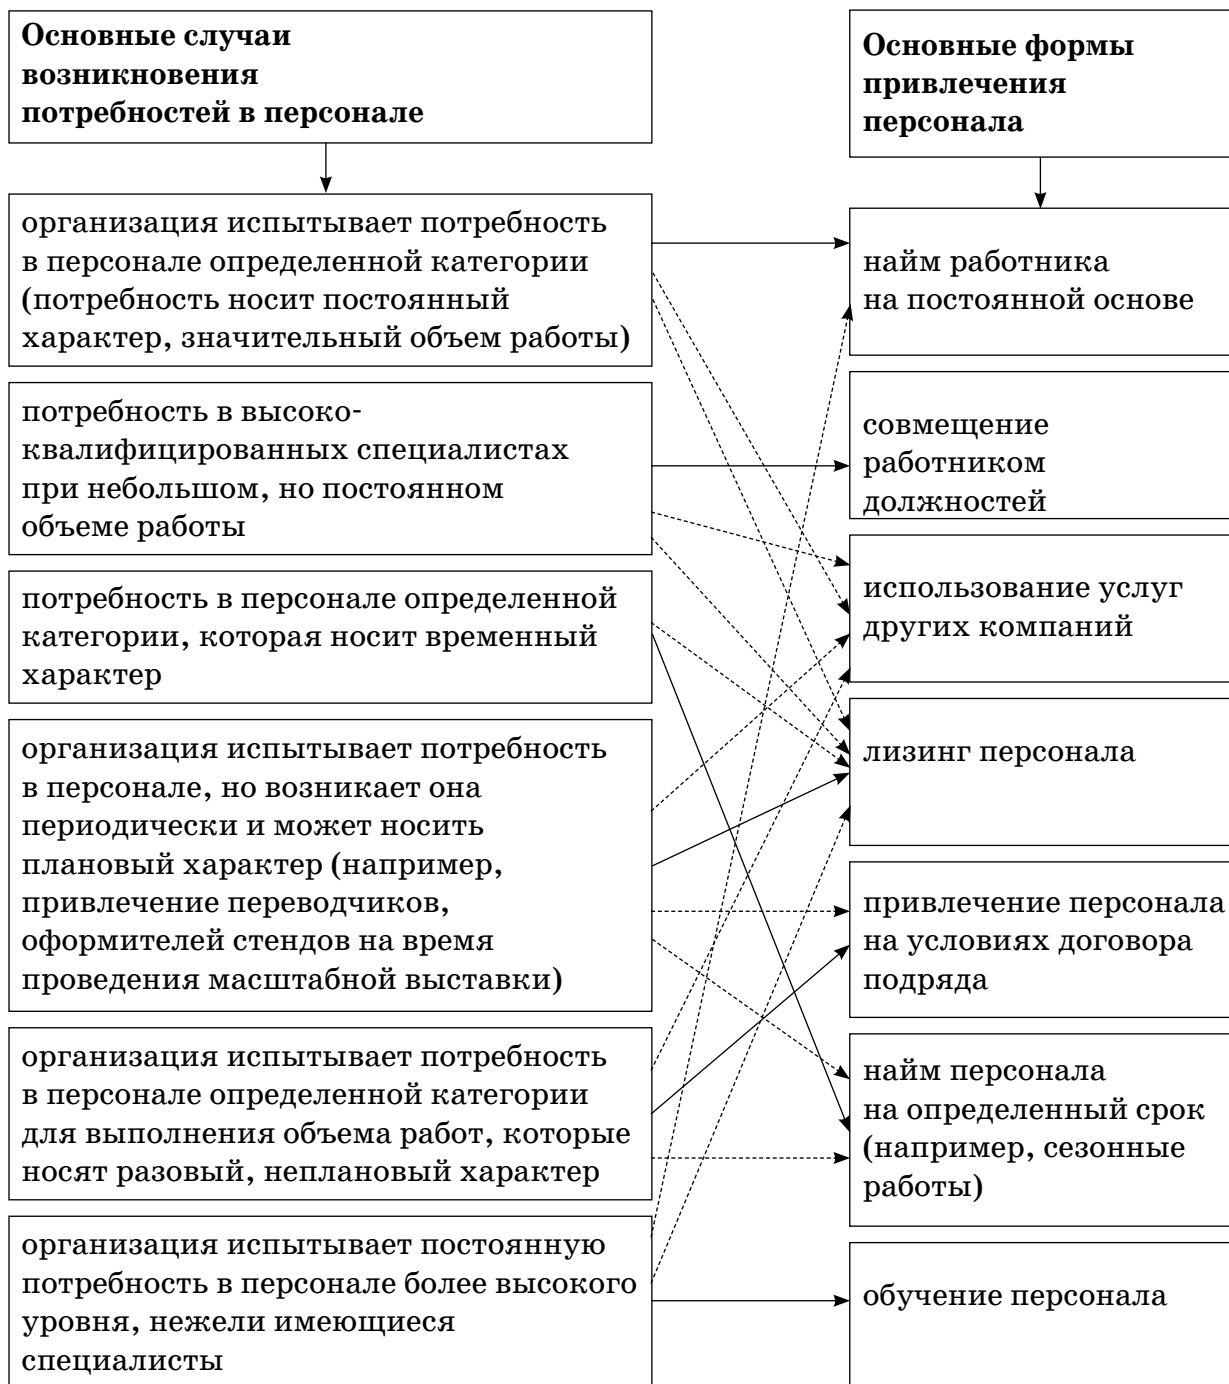 Основные случаи
возникновения
потребностей в персонале
организация испытывает потребность
в персонале определенной категории
(потребность носит постоянный
характер, значительный объем работы)
потребность в высоко-
квалифицированных специалистах
при небольшом, но постоянном
объеме работы
потребность в персонале определенной
категории, которая носит временный
характер
организация испытывает потребность
в персонале, но возникает она
периодически и может носить
плановый характер (например,
привлечение переводчиков,
оформителей стендов на время
проведения масштабной выставки)
организация испытывает потребность
в персонале определенной категории
для выполнения объема работ, которые
носят разовый, неплановый характер
организация испытывает постоянную
потребность в персонале более высокого
уровня, нежели имеющиеся
специалисты
Основные формы
привлечения
персонала
найм работника
на постоянной основе
совмещение
работником
должностей
использование услуг
других компаний
лизинг персонала
привлечение персонала
на условиях договора
подряда
найм персонала
на определенный срок
(например, сезонные
работы)
обучение персонала